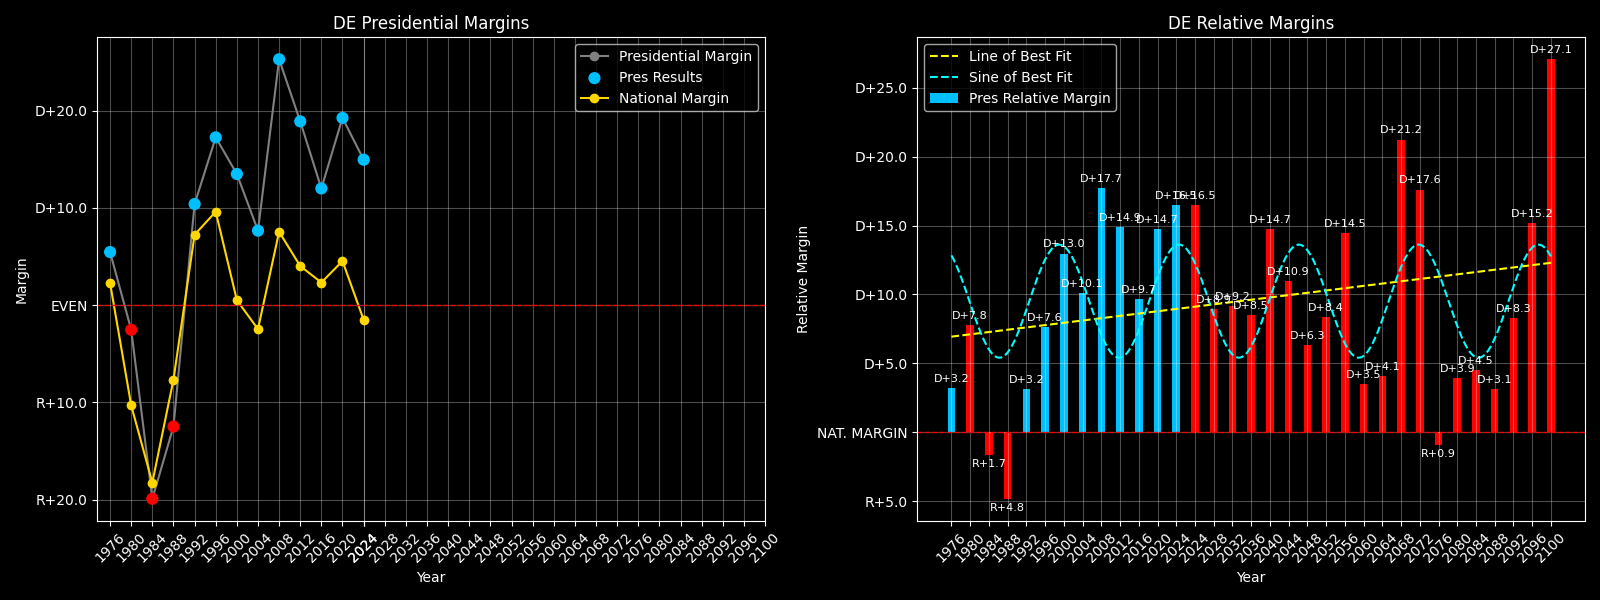 DE Presidential Margins
Presidential Margin
Pres Results
National Margin
D+20.0
D+10.0
EVEN
R+10.0
R+20.0
Margin
1976
1980
1984
1988
1992
1996
2000
2004
2008
2012
2016
2020
2024
2024
2028
2032
2036
2040
2044
2048
2052
2056
2060
2064
2068
2072
2076
2080
2084
2088
2092
2096
2100
Year
DE Relative Margins
Line of Best Fit
Sine of Best Fit
Pres Relative Margin
D+25.0
D+20.0
D+15.0
D+10.0
D+5.0
NAT. MARGIN
R+5.0
Relative Margin
D+3.2
D+7.8
R+1.7
R+4.8
D+3.2
D+7.6
D+13.0
D+10.1
D+17.7
D+14.9
D+9.7
D+14.7
D+16.5
D+16.5
D+8.9
D+9.2
D+8.5
D+14.7
D+10.9
D+6.3
D+8.4
D+14.5
D+3.5
D+4.1
D+21.2
D+17.6
R+0.9
D+3.9
D+4.5
D+3.1
D+8.3
D+15.2
D+27.1
1976
1980
1984
1988
1992
1996
2000
2004
2008
2012
2016
2020
2024
2024
2028
2032
2036
2040
2044
2048
2052
2056
2060
2064
2068
2072
2076
2080
2084
2088
2092
2096
2100
Year